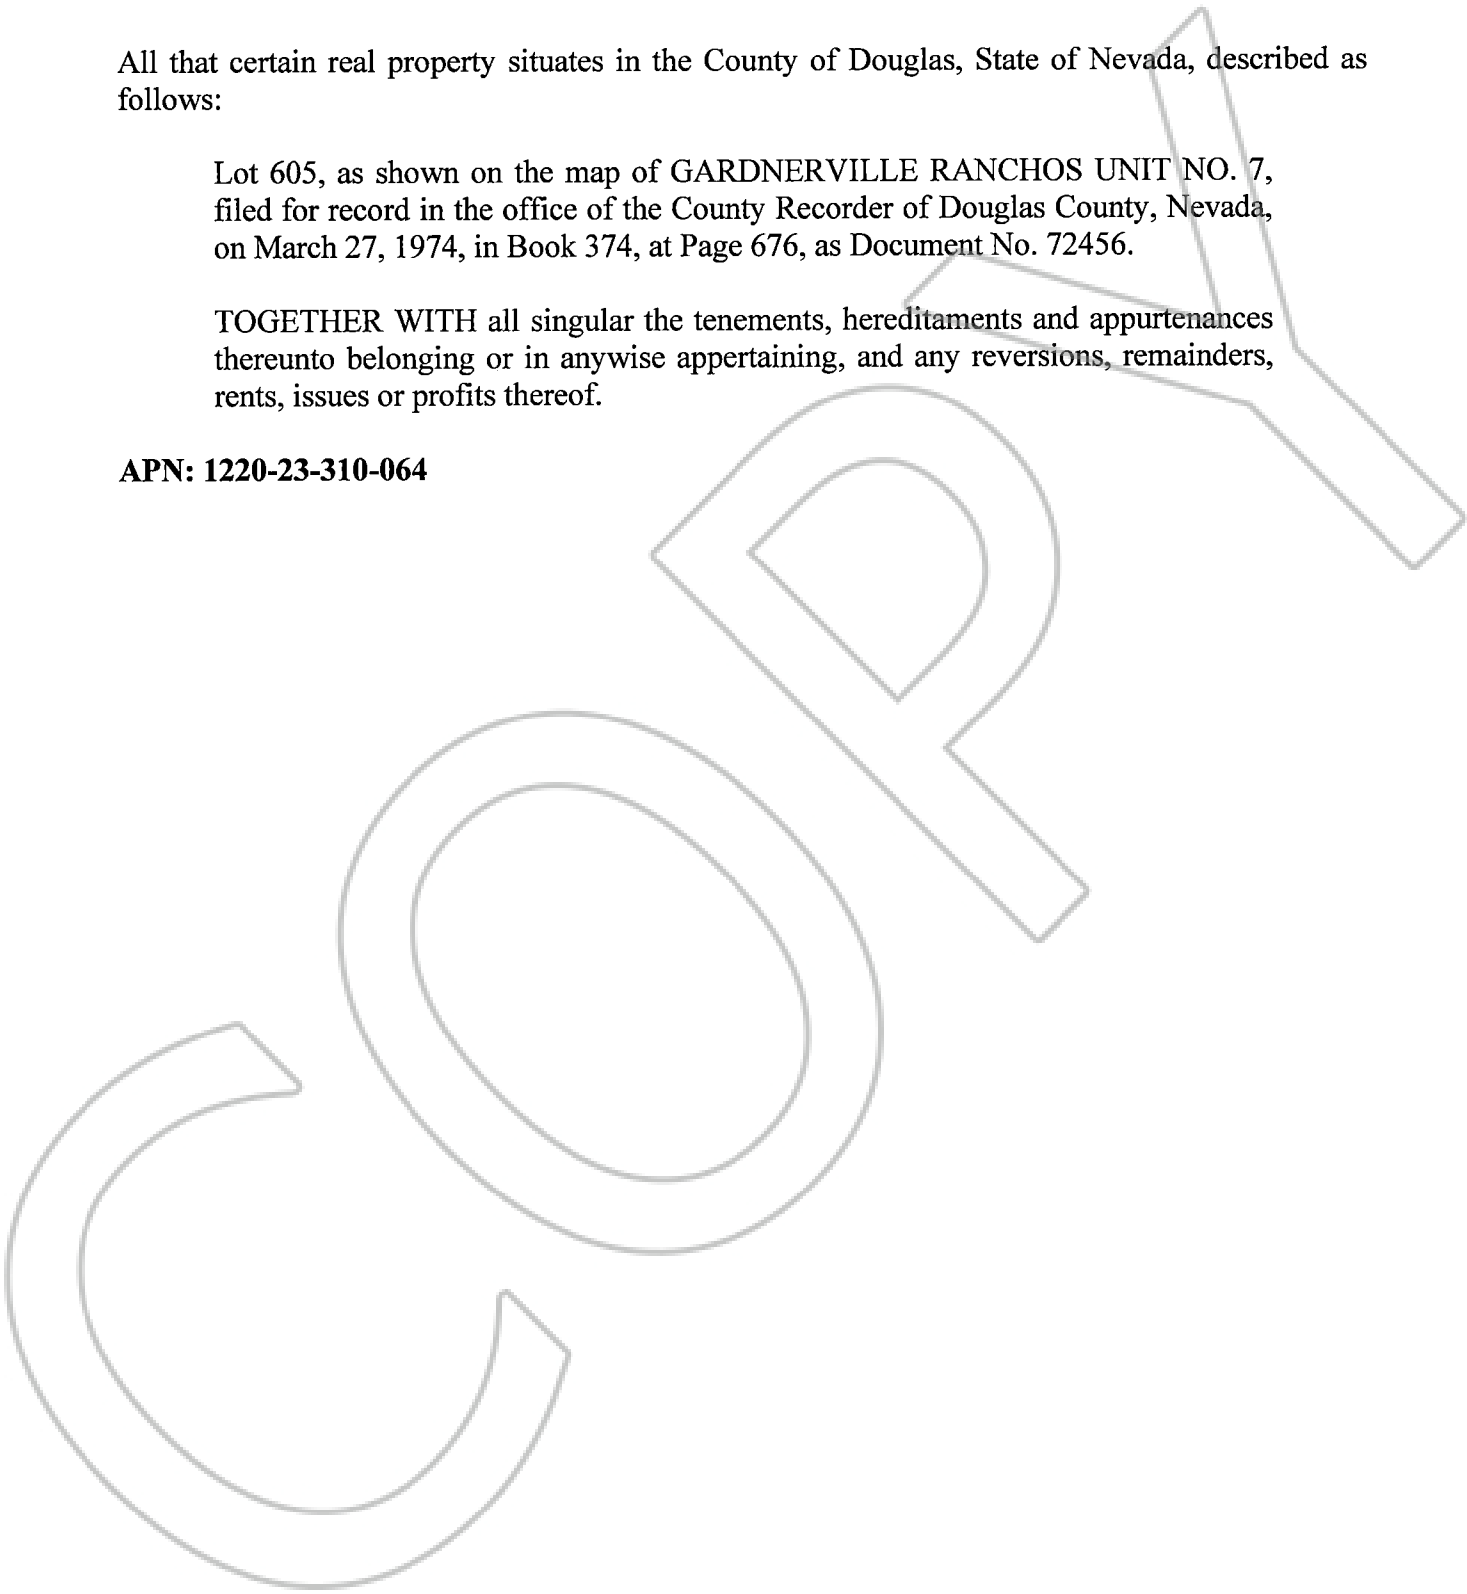 All that certain real property situates in the County of Douglas, State of Nevada, described as
follows:
Lot 605, as shown on the map of GARDNERVILLE RANCHOS UNIT NO. 7,
filed for record in the office of the County Recorder of Douglas County, Nevada,
on March 27, 1974, in Book 374, at Page 676, as Document No. 72456.
TOGETHER WITH all singular the tenements, hereditaments and appurtenances
thereunto belonging or in anywise appertaining, and any reversions, remainders,
rents, issues or profits thereof.
APN: 1220-23-310-064
COPY